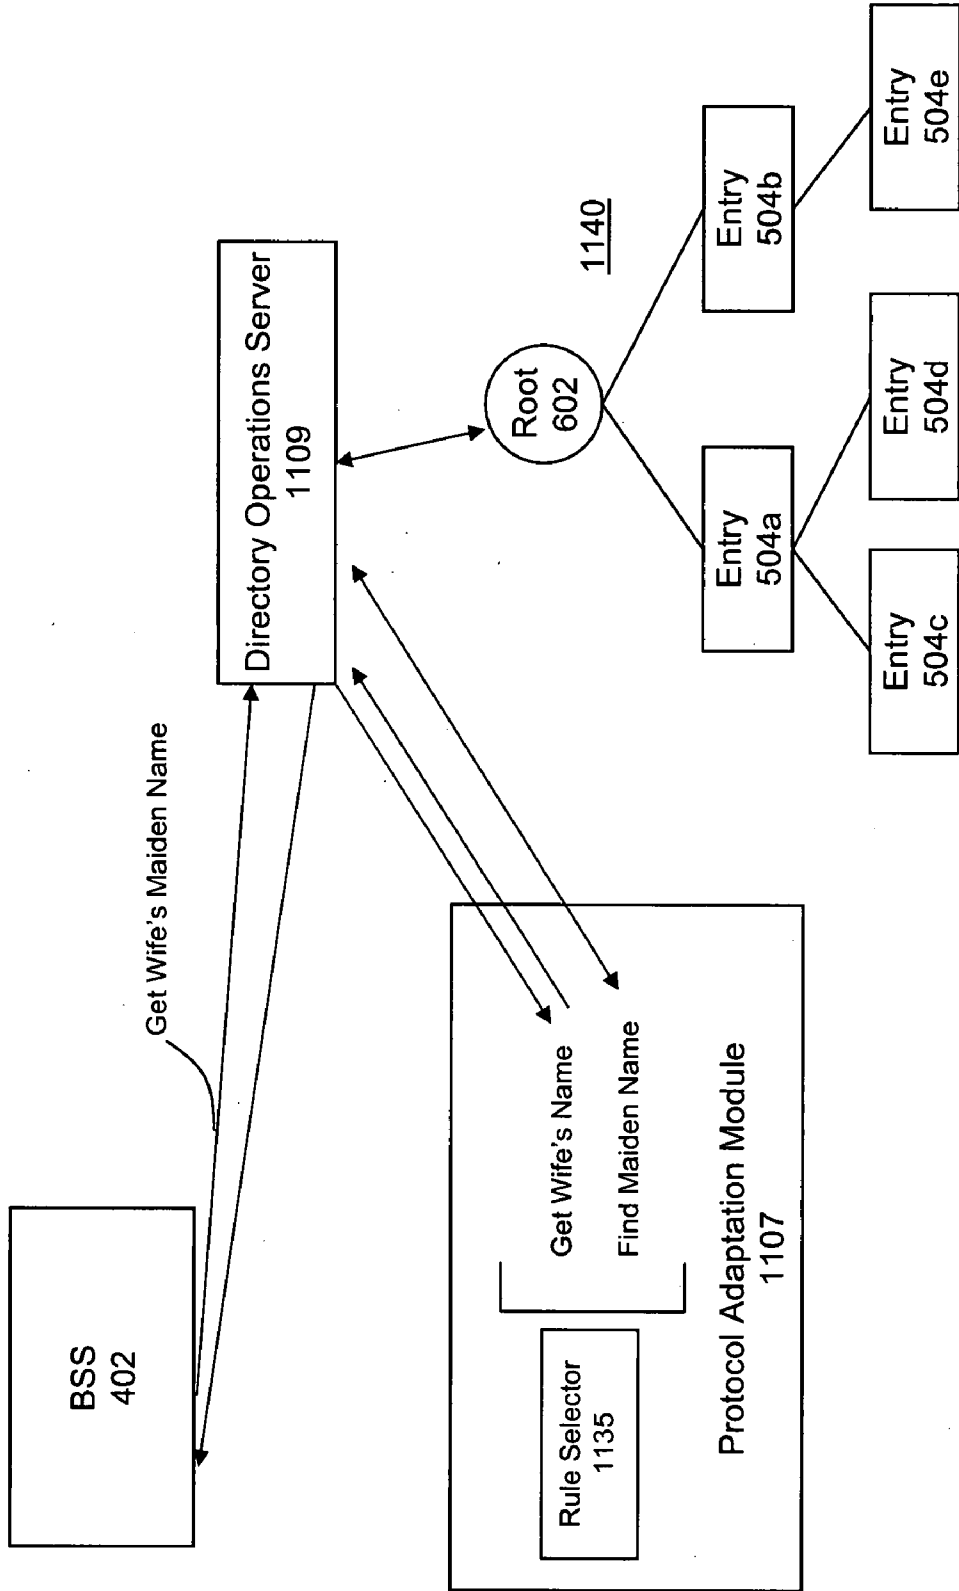 BSS
402
Get Wife's Maiden Name
Directory Operations Server
1109
Rule Selector
1135
Get Wife's Name
Find Maiden Name
Protocol Adaptation Module
1107
Root
602
1140
Entry
504a
Entry
504b
Entry
504c
Entry
504d
Entry
504e